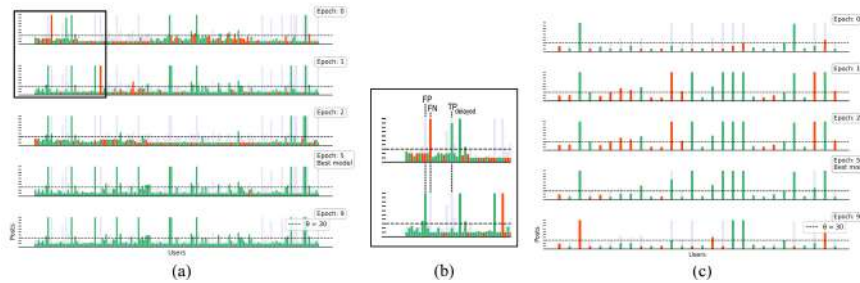 Epoch: 0
Epoch: 1
Epoch: 2
Epoch: 5
Best model
Epoch: 9
θ = 30
Posts
Users
(a)
FP
FN
TP
delayed
(b)
Epoch: 0
Epoch: 1
Epoch: 2
Epoch: 5
Best mo
Epoch: 9
θ = 30
Posts
Users
(c)